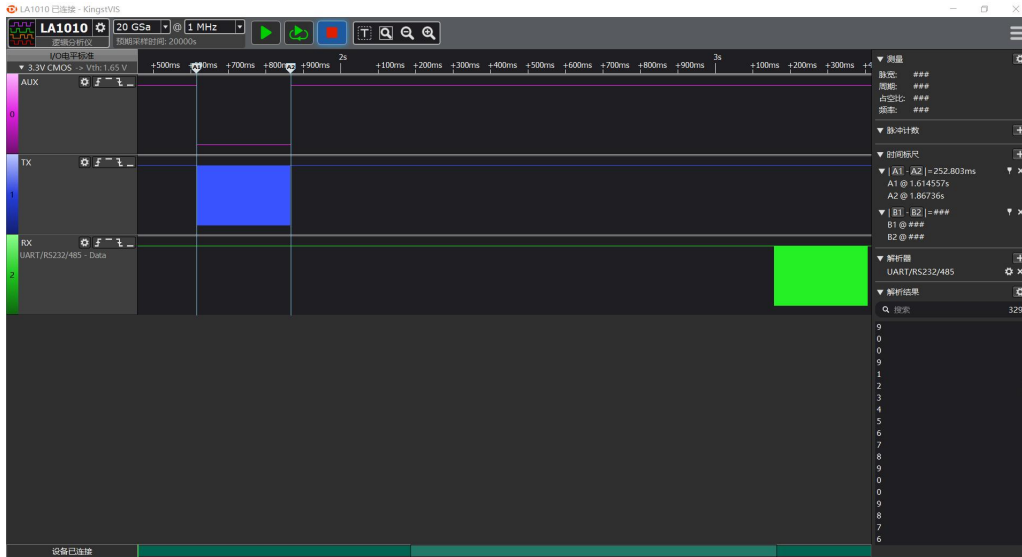 LA1010 已连接 - KingstVIS
LA1010
逻辑分析仪
20 GSa @ 1 MHz
预期采样时间: 20000s
I/O电平标准
3.3V CMOS -> Vth: 1.65 V
+500ms +700ms +800ms +900ms 2s +100ms +200ms +300ms +400ms +500ms +600ms +700ms +800ms +900ms 3s +100ms +200ms +300ms
AUX
0
TX
1
RX
UART/RS232/485 - Data
2
测量
脉宽: ###
周期: ###
占空比: ###
频率: ###
脉冲计数
时间标尺
| A1 - A2 |=252.803ms
A1 @ 1.614557s
A2 @ 1.86736s
| B1 - B2 |=###
B1 @ ###
B2 @ ###
解析器
UART/RS232/485
解析结果
搜索 329
9
0
0
9
1
2
3
4
5
6
7
8
9
0
0
9
8
7
6
设备已连接